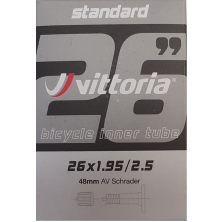 standard
26"
vittoria
bicycle inner tube
26x1.95/2.5
48mm AV Schrader